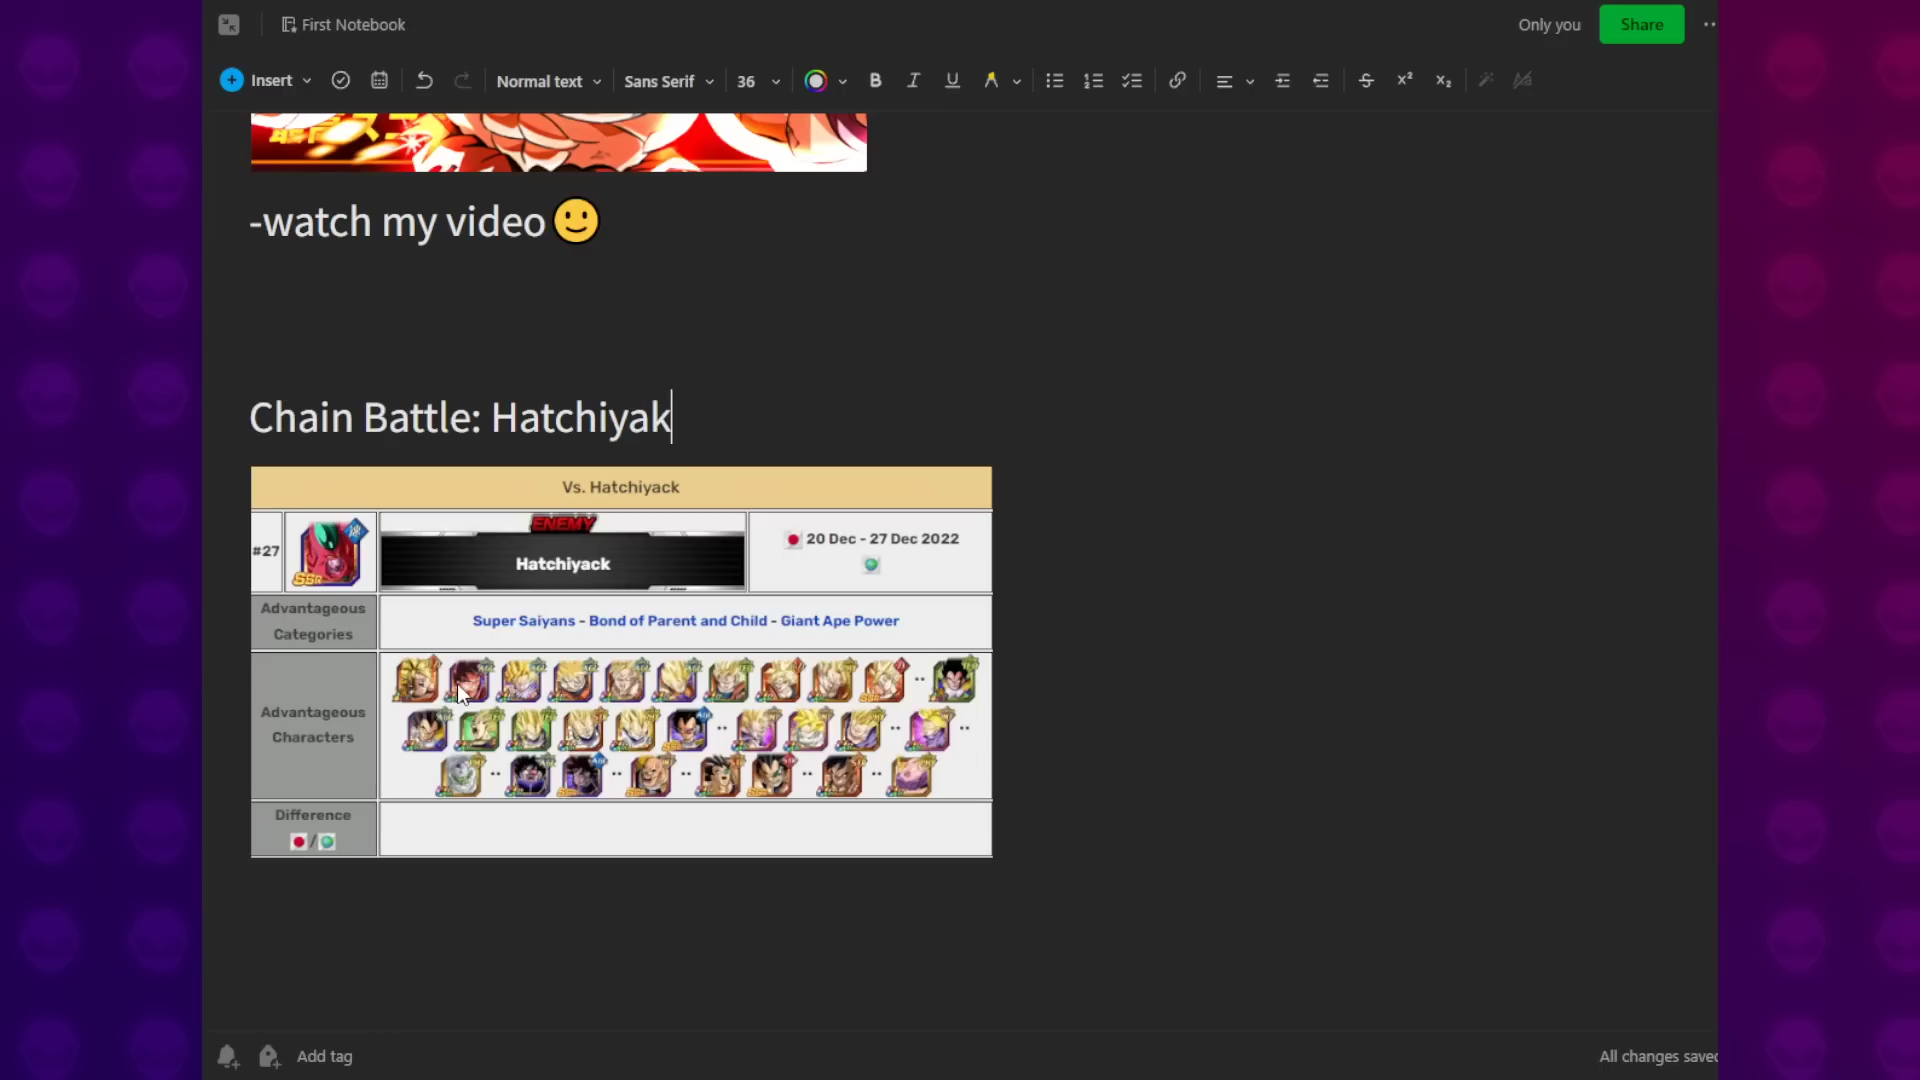 First Notebook
Only you
Share
Insert
Normal text
Sans Serif
36
-watch my video
Chain Battle: Hatchiyak
Vs. Hatchiyack
#27
SSR
ENEMY
Hatchiyack
20 Dec - 27 Dec 2022
Advantageous
Categories
Super Saiyans - Bond of Parent and Child - Giant Ape Power
Advantageous
Characters
Difference
/
Add tag
All changes saved